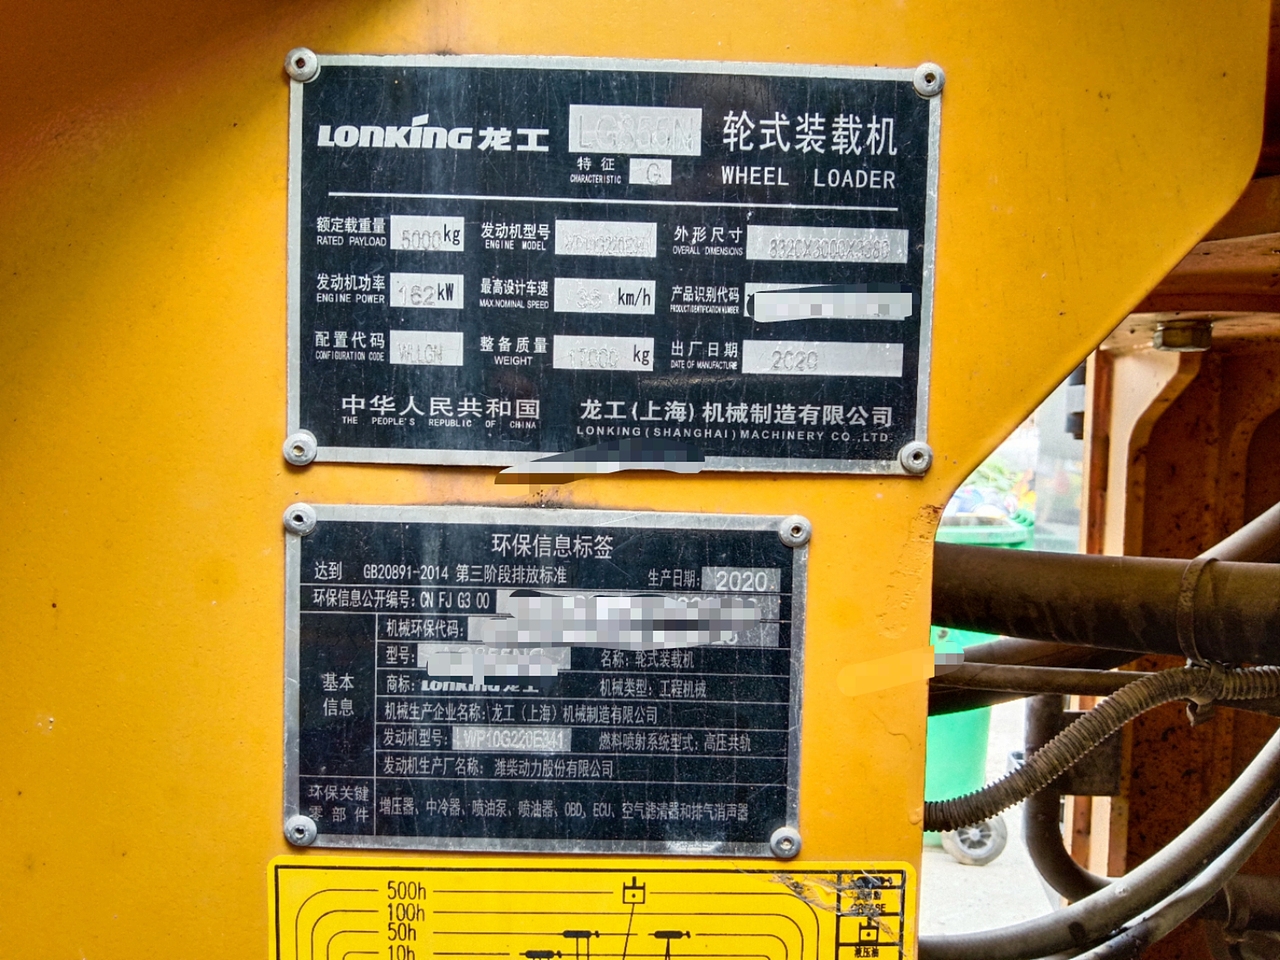 LONKING 龙工 LG855N 轮式装载机
特征 G
CHARACTERISTIC
WHEEL LOADER
额定载重量 5000 kg 发动机型号 外形尺寸
RATED PAYLOAD ENGINE MODEL OVERALL DIMENSIONS
发动机功率 162 kW 最高设计车速 km/h 产品识别代码
ENGINE POWER MAX.NOMINAL SPEED PRODUCT IDENTIFICATION NUMBER
配置代码 整备质量 kg 出厂日期 2020
CONFIGURATION CODE WEIGHT DATE OF MANUFACTURE
中华人民共和国 龙工(上海)机械制造有限公司
THE PEOPLE'S REPUBLIC OF CHINA LONKING(SHANGHAI)MACHINERY CO.,LTD.
环保信息标签
达到 GB20891-2014 第三阶段排放标准 生产日期: 2020
环保信息公开编号: CN FJ G3 00
机械环保代码:
型号: 名称: 轮式装载机
基本信息
商标: LONKING 龙工 机械类型: 工程机械
机械生产企业名称: 龙工(上海)机械制造有限公司
发动机型号: WP10G220E341 燃料喷射系统型式: 高压共轨
发动机生产厂名称: 潍柴动力股份有限公司
环保关键零部件
增压器、中冷器、喷油泵、喷油器、OBD, ECU、空气滤清器和排气消声器
500h
100h
50h
10h
GREASE
液压油